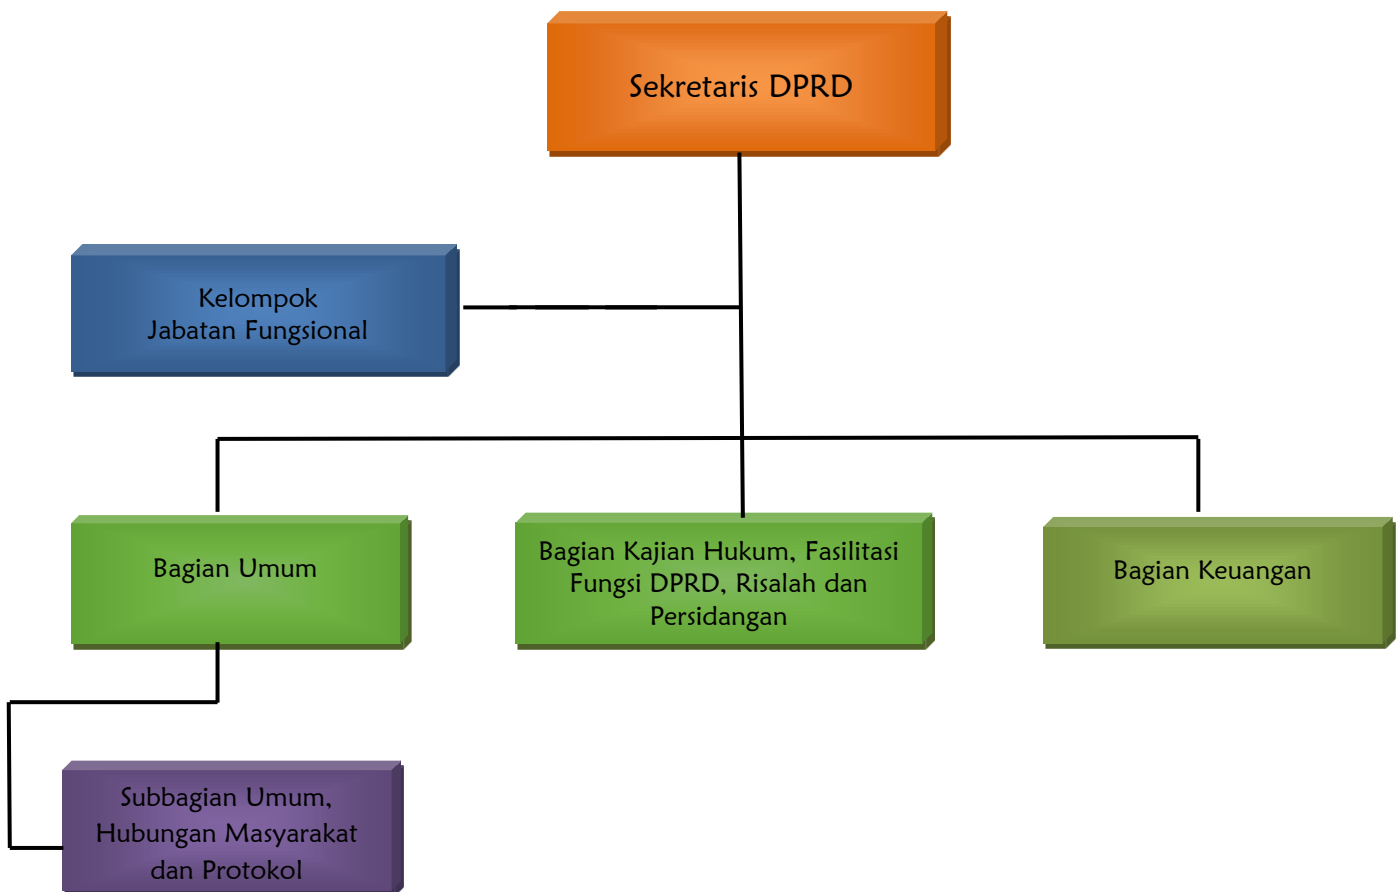 Sekretaris DPRD
Kelompok
Jabatan Fungsional
Bagian Umum
Bagian Kajian Hukum, Fasilitasi
Fungsi DPRD, Risalah dan
Persidangan
Bagian Keuangan
Subbagian Umum,
Hubungan Masyarakat
dan Protokol